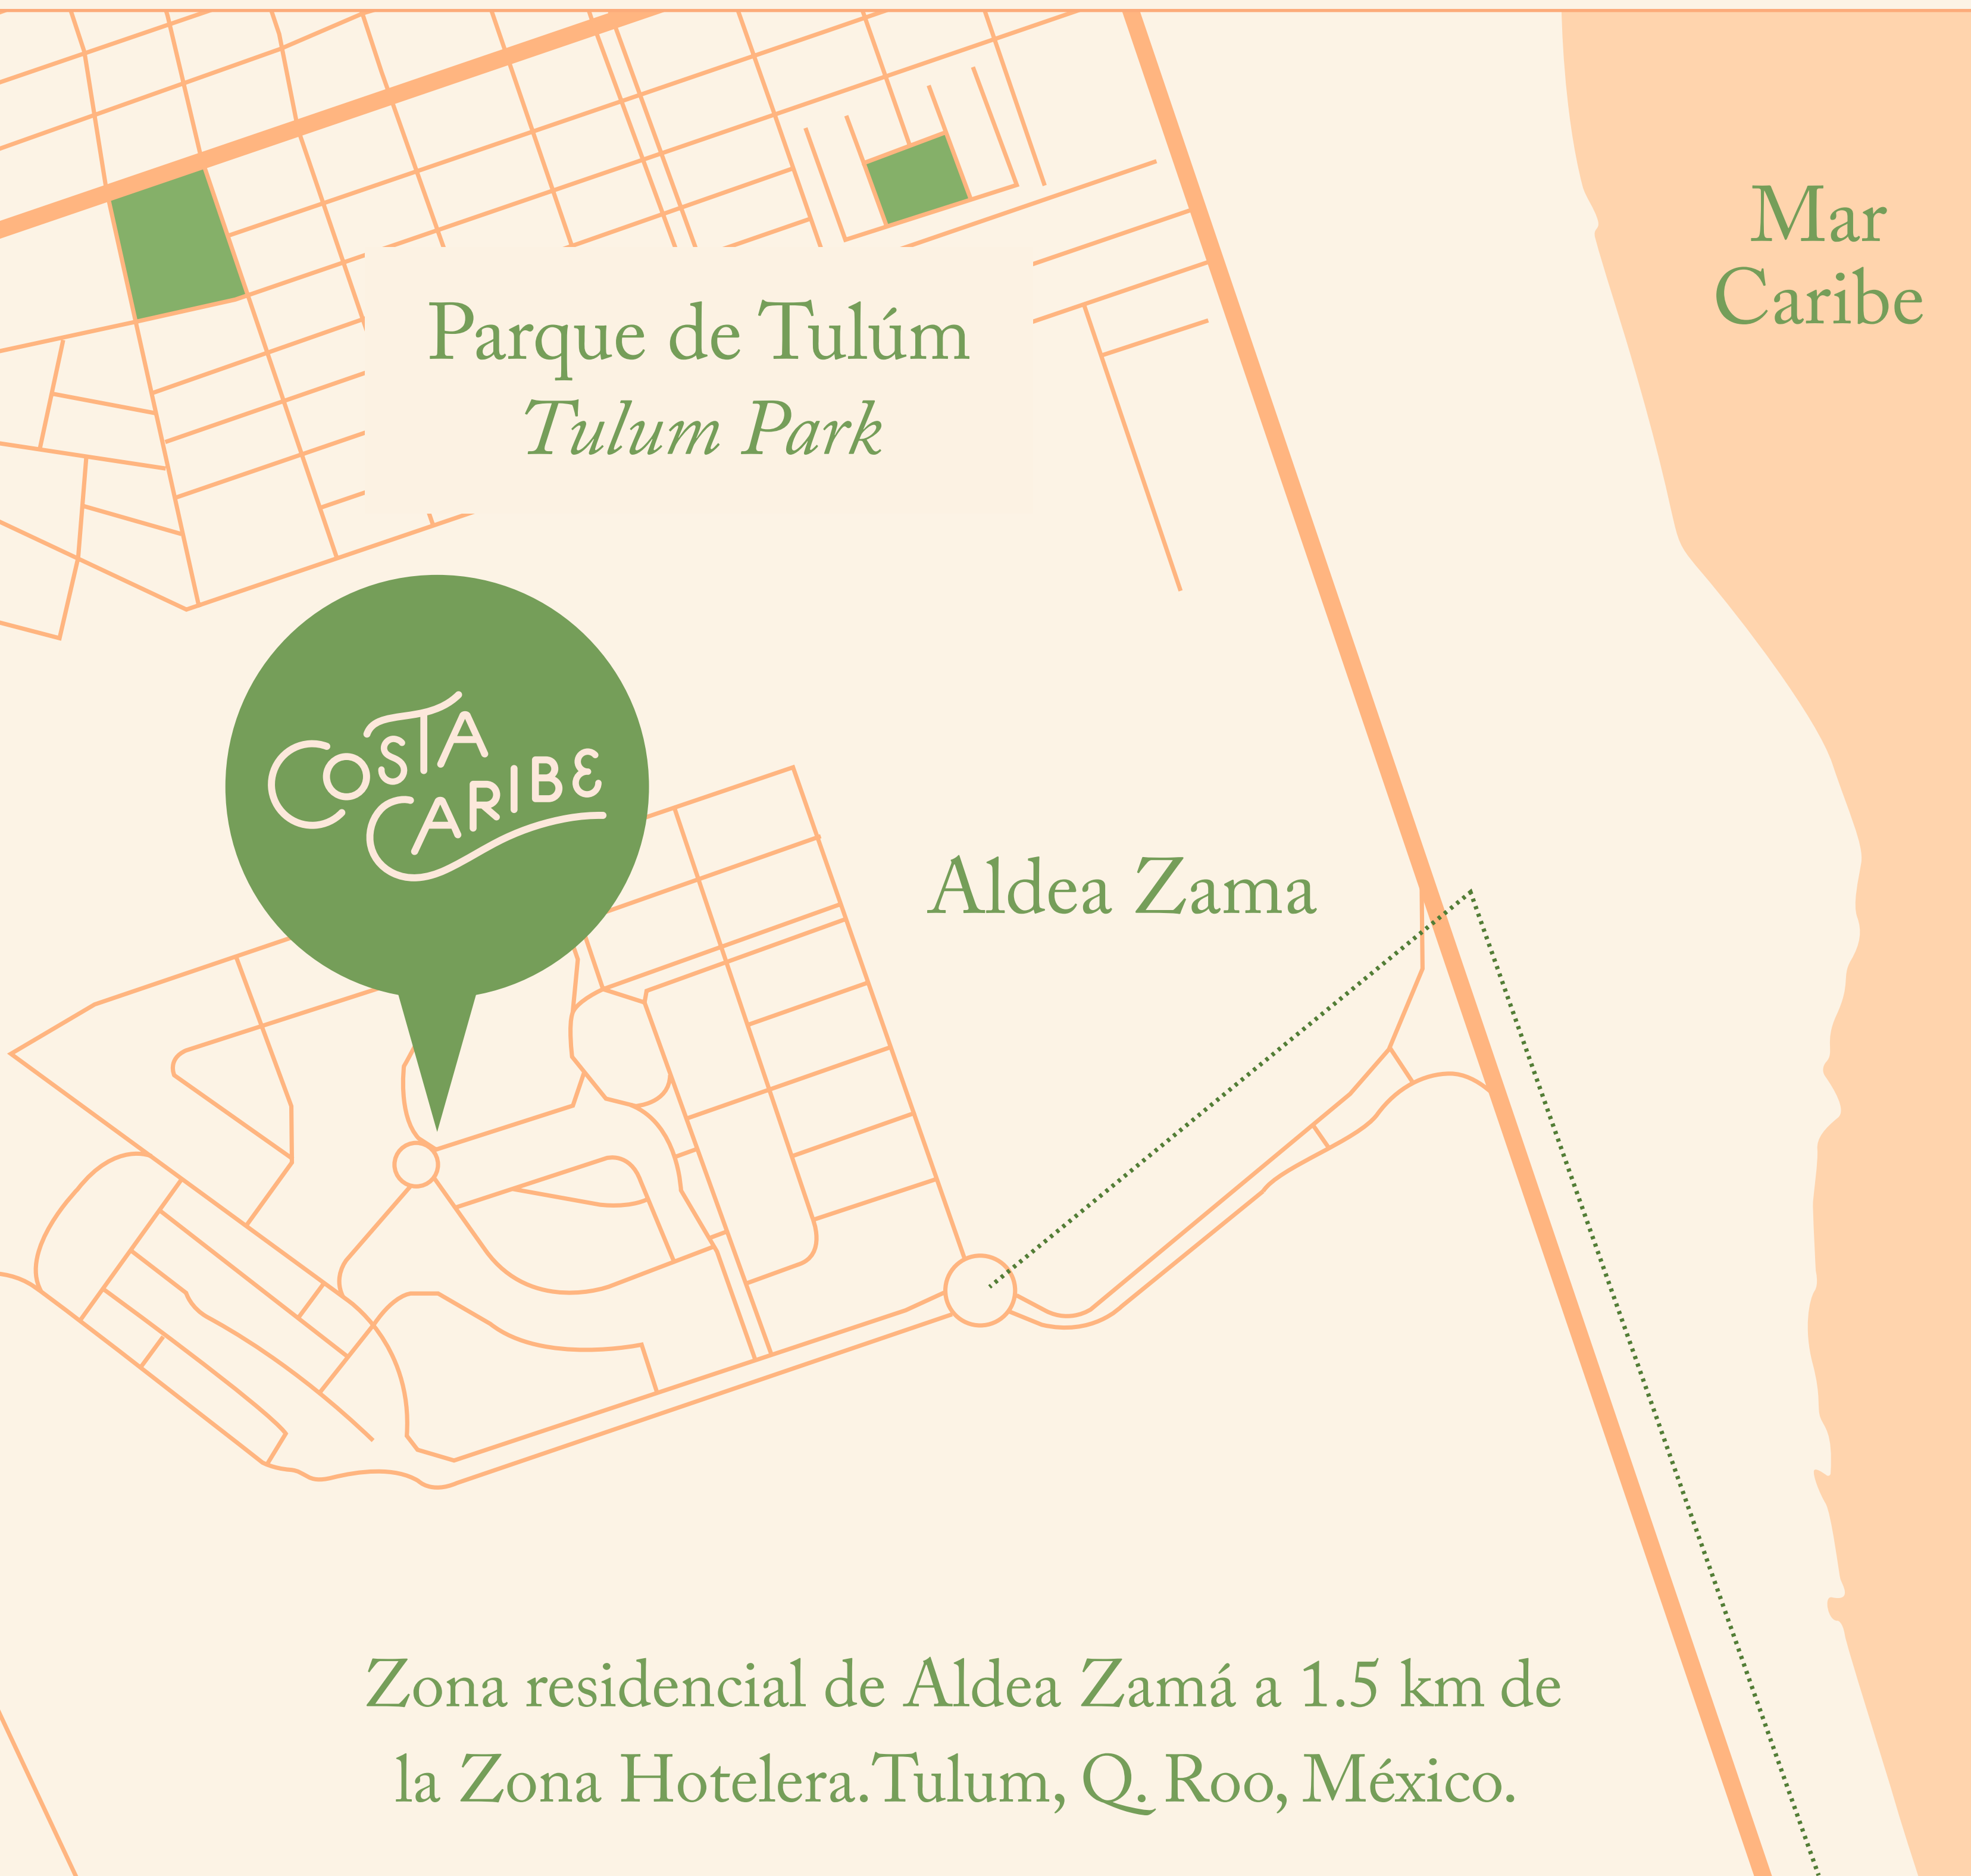 Mar
Caribe
Parque de Tulúm
Tulum Park
COSTA
CARIBE
Aldea Zama
Zona residencial de Aldea Zamá a 1.5 km de
la Zona Hotelera. Tulum, Q. Roo, México.